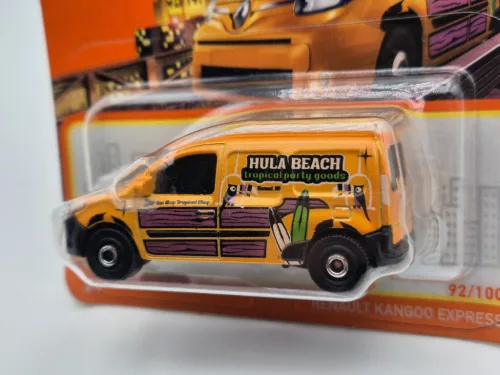 HULA BEACH
tropical party goods
92/100
RENAULT KANGOO EXPRESS